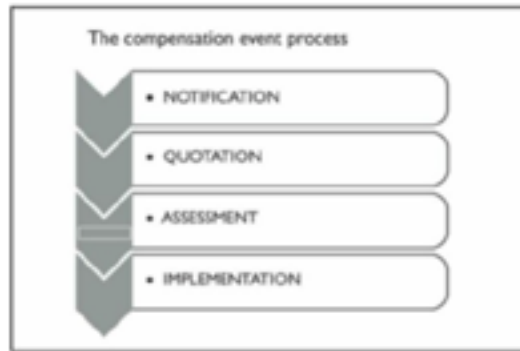 The compensation event process
• NOTIFICATION
• QUOTATION
• ASSESSMENT
• IMPLEMENTATION